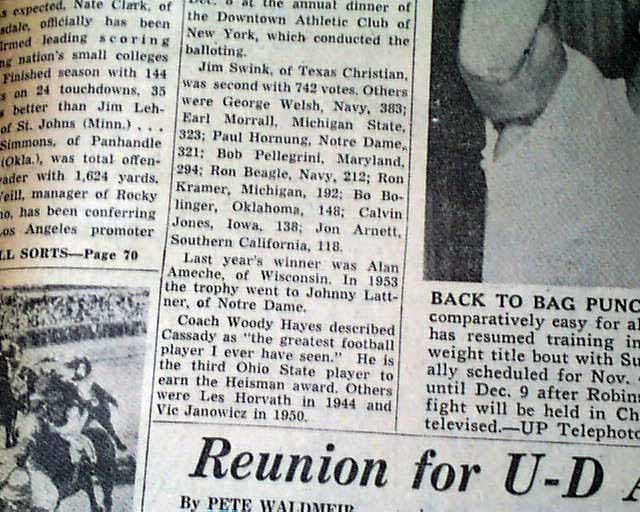 s expected. Nate Clark, of
sdale, officially has been
irmed leading scoring
ng nation's small colleges
Finished season with 144
s on 24 touchdowns, 35
s better than Jim Leh-
of St. Johns (Minn.) . . .
Simmons, of Panhandle
(Okla.), was total offen-
ader with 1,624 yards.
eill, manager of Rocky
no, has been conferring
Los Angeles promoter
LL SORTS—Page 70
Dec. 8 at the annual dinner of
the Downtown Athletic Club of
New York, which conducted the
balloting.
Jim Swink, of Texas Christian,
was second with 742 votes. Others
were George Welsh, Navy, 383;
Earl Morrall, Michigan State,
323; Paul Hornung, Notre Dame,
321; Bob Pellegrini, Maryland,
294; Ron Beagle, Navy, 212; Ron
Kramer, Michigan, 192; Bo Bo-
linger, Oklahoma, 148; Calvin
Jones, Iowa, 138; Jon Arnett,
Southern California, 118.
Last year's winner was Alan
Ameche, of Wisconsin. In 1953
the trophy went to Johnny Latt-
ner, of Notre Dame.
Coach Woody Hayes described
Cassady as "the greatest football
player I ever have seen." He is
the third Ohio State player to
earn the Heisman award. Others
were Les Horvath in 1944 and
Vic Janowicz in 1950.
BACK TO BAG PUNC
comparatively easy for a
has resumed training in
weight title bout with Su
ally scheduled for Nov.
until Dec. 9 after Robins
fight will be held in Ch
televised.—UP Telephoto
Reunion for U-D A
By PETE WALDMEIR